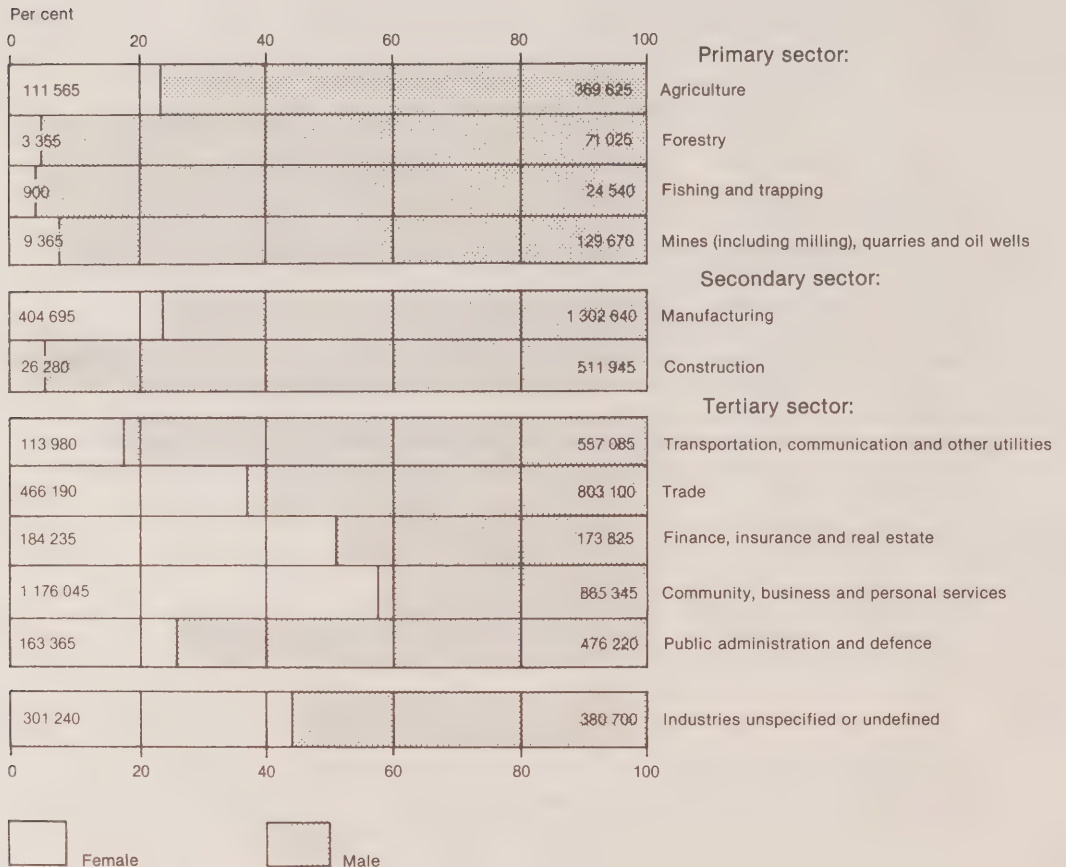 Per cent
0 20 40 60 80 100
Primary sector:
111 565 369 625 Agriculture
3 355 71 025 Forestry
900 24 540 Fishing and trapping
9 365 129 670 Mines (including milling), quarries and oil wells
Secondary sector:
404 695 1 302 640 Manufacturing
26 280 511 945 Construction
Tertiary sector:
113 980 557 085 Transportation, communication and other utilities
466 190 803 100 Trade
184 235 173 825 Finance, insurance and real estate
1 176 045 865 345 Community, business and personal services
163 365 476 220 Public administration and defence
301 240 380 700 Industries unspecified or undefined
0 20 40 60 80 100
Female Male